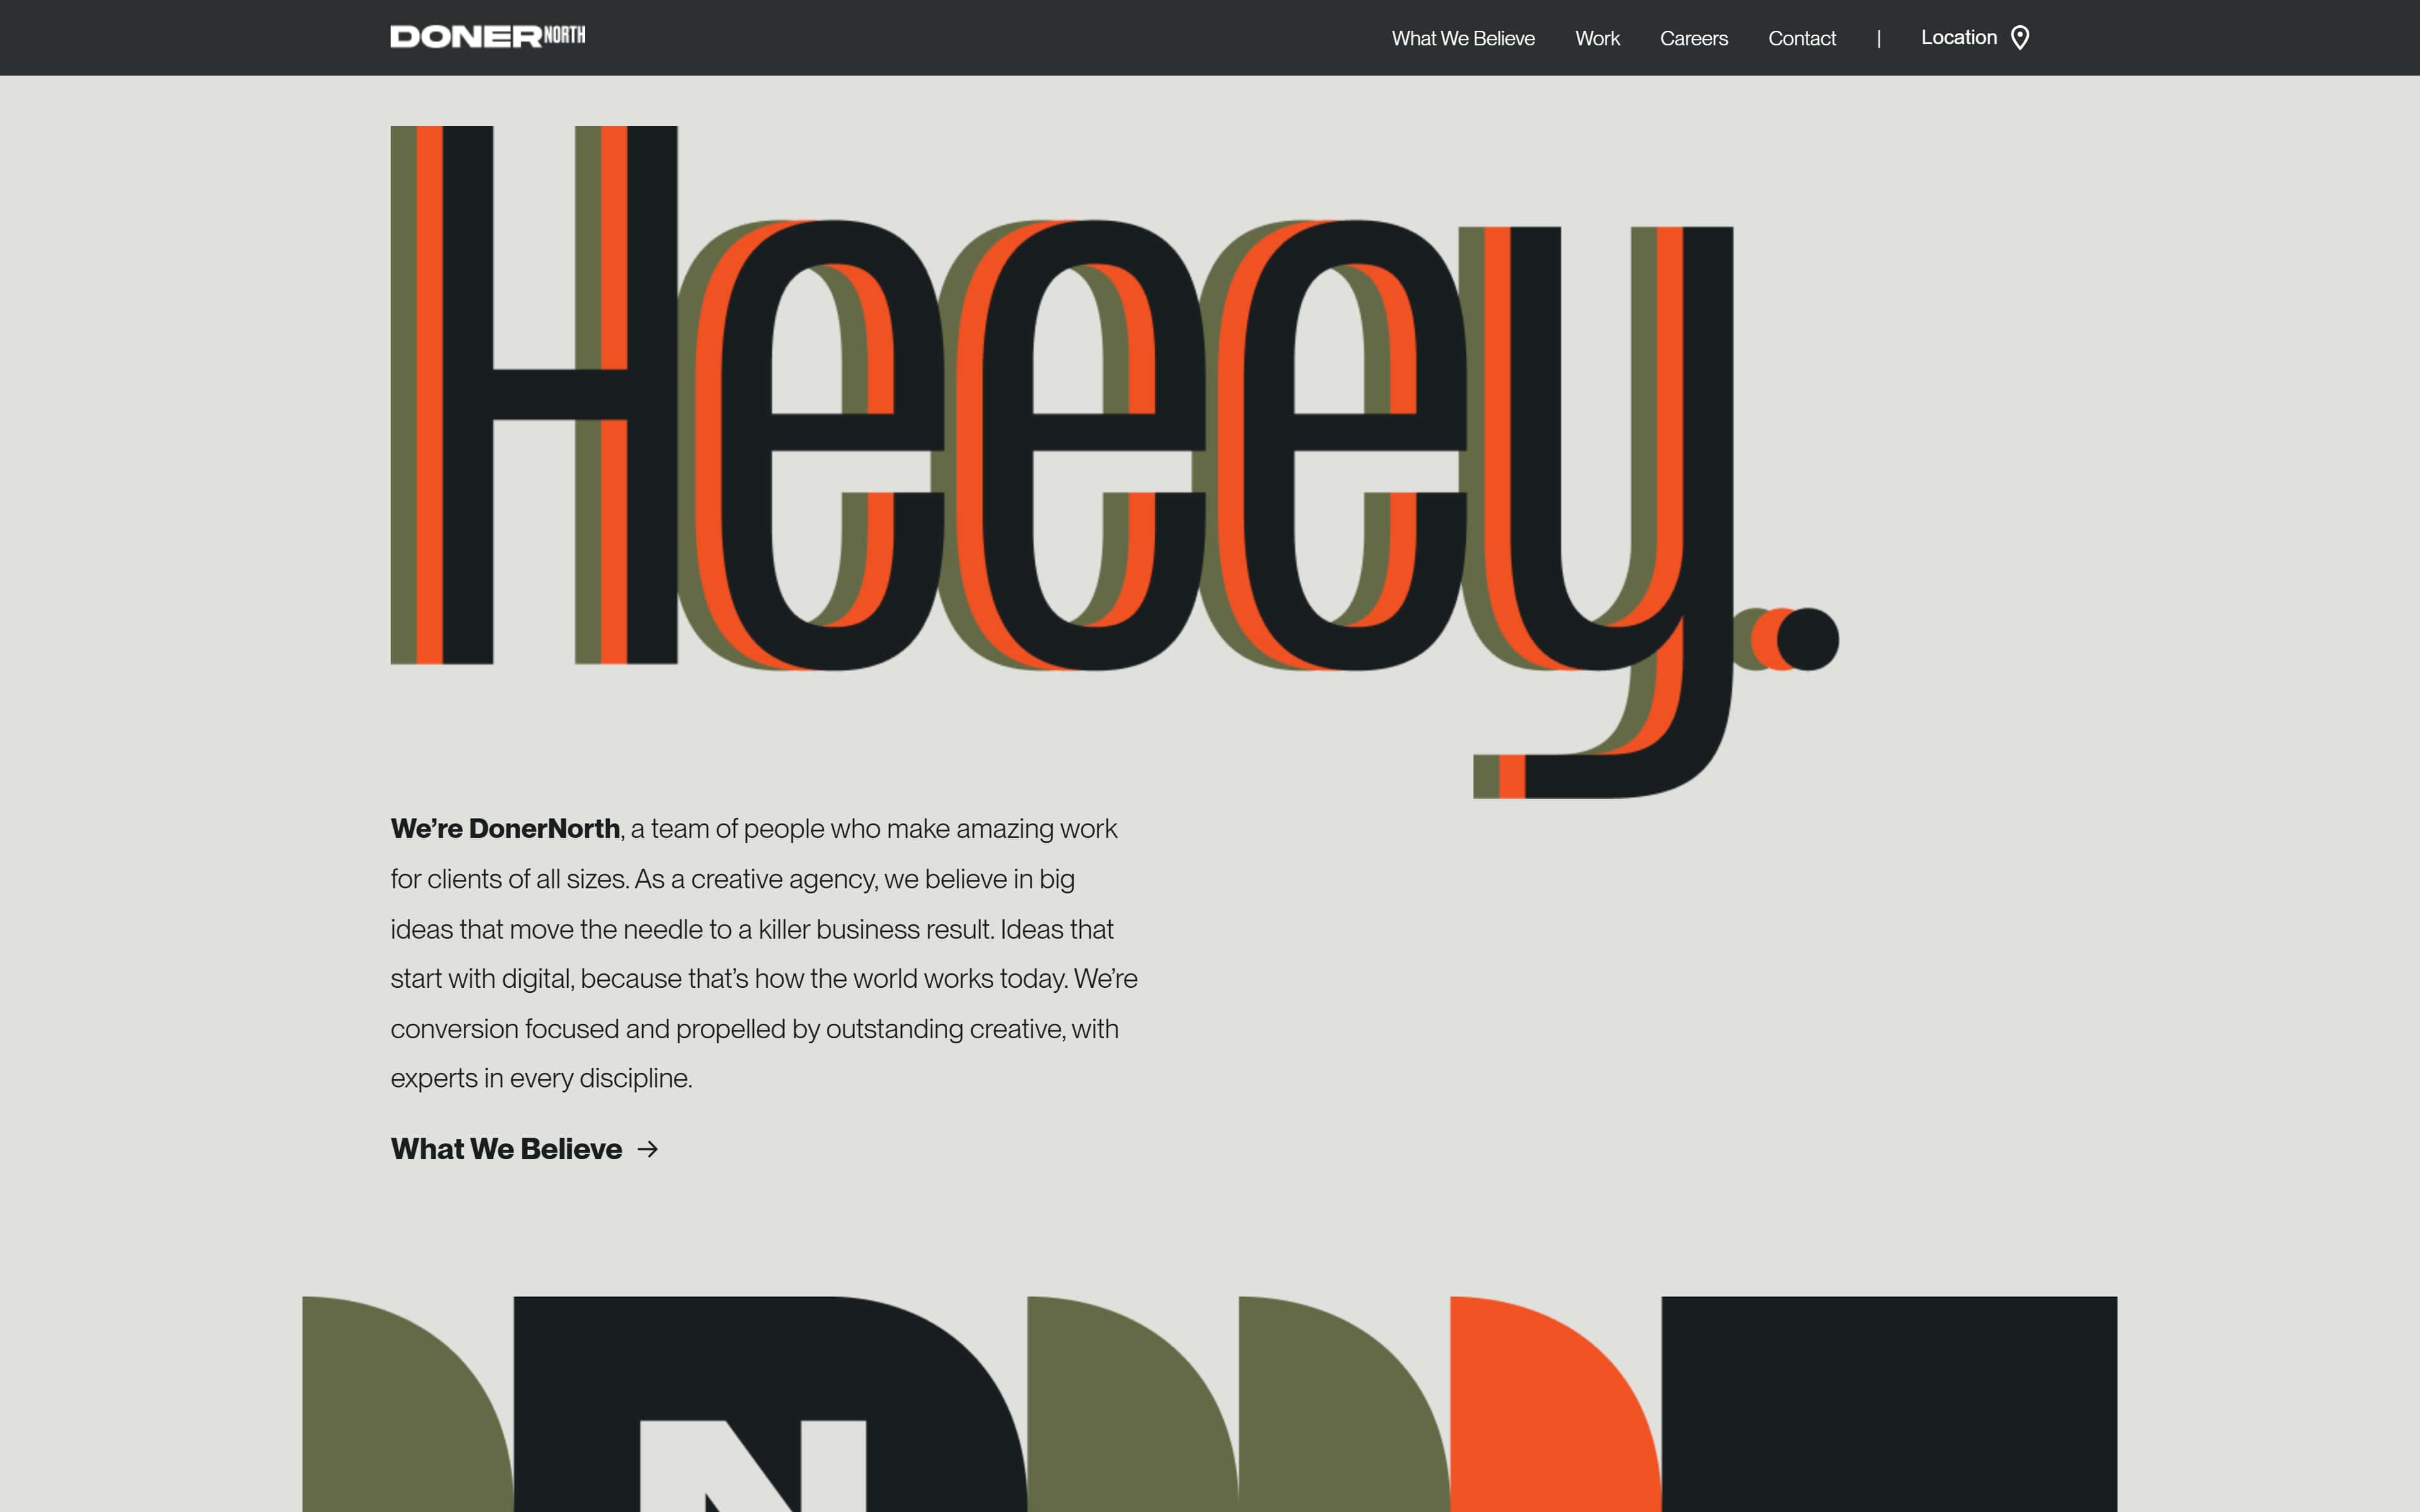 DONER NORTH
What We Believe Work Careers Contact | Location
Heeey.
We’re DonerNorth, a team of people who make amazing work
for clients of all sizes. As a creative agency, we believe in big
ideas that move the needle to a killer business result. Ideas that
start with digital, because that’s how the world works today. We’re
conversion focused and propelled by outstanding creative, with
experts in every discipline.
What We Believe →
N